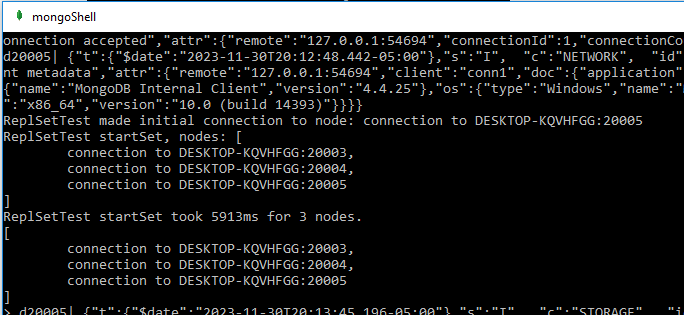 mongoShell
onnection accepted","attr":{"remote":"127.0.0.1:54694","connectionId":1,"connectionCo
d20005| {"t":{"$date":"2023-11-30T20:12:48.442-05:00"},"s":"I", "c":"NETWORK", "id"
nt metadata","attr":{"remote":"127.0.0.1:54694","client":"conn1","doc":{"application"
{"name":"MongoDB Internal Client","version":"4.4.25"},"os":{"type":"Windows","name":"
":"x86_64","version":"10.0 (build 14393)"}}}}
ReplSetTest made initial connection to node: connection to DESKTOP-KQVHFGG:20005
ReplSetTest startSet, nodes: [
connection to DESKTOP-KQVHFGG:20003,
connection to DESKTOP-KQVHFGG:20004,
connection to DESKTOP-KQVHFGG:20005
]
ReplSetTest startSet took 5913ms for 3 nodes.
[
connection to DESKTOP-KQVHFGG:20003,
connection to DESKTOP-KQVHFGG:20004,
connection to DESKTOP-KQVHFGG:20005
]
> d20005| {"t":{"$date":"2023-11-30T20:13:45.196-05:00"},"s":"I", "c":"STORAGE", "i